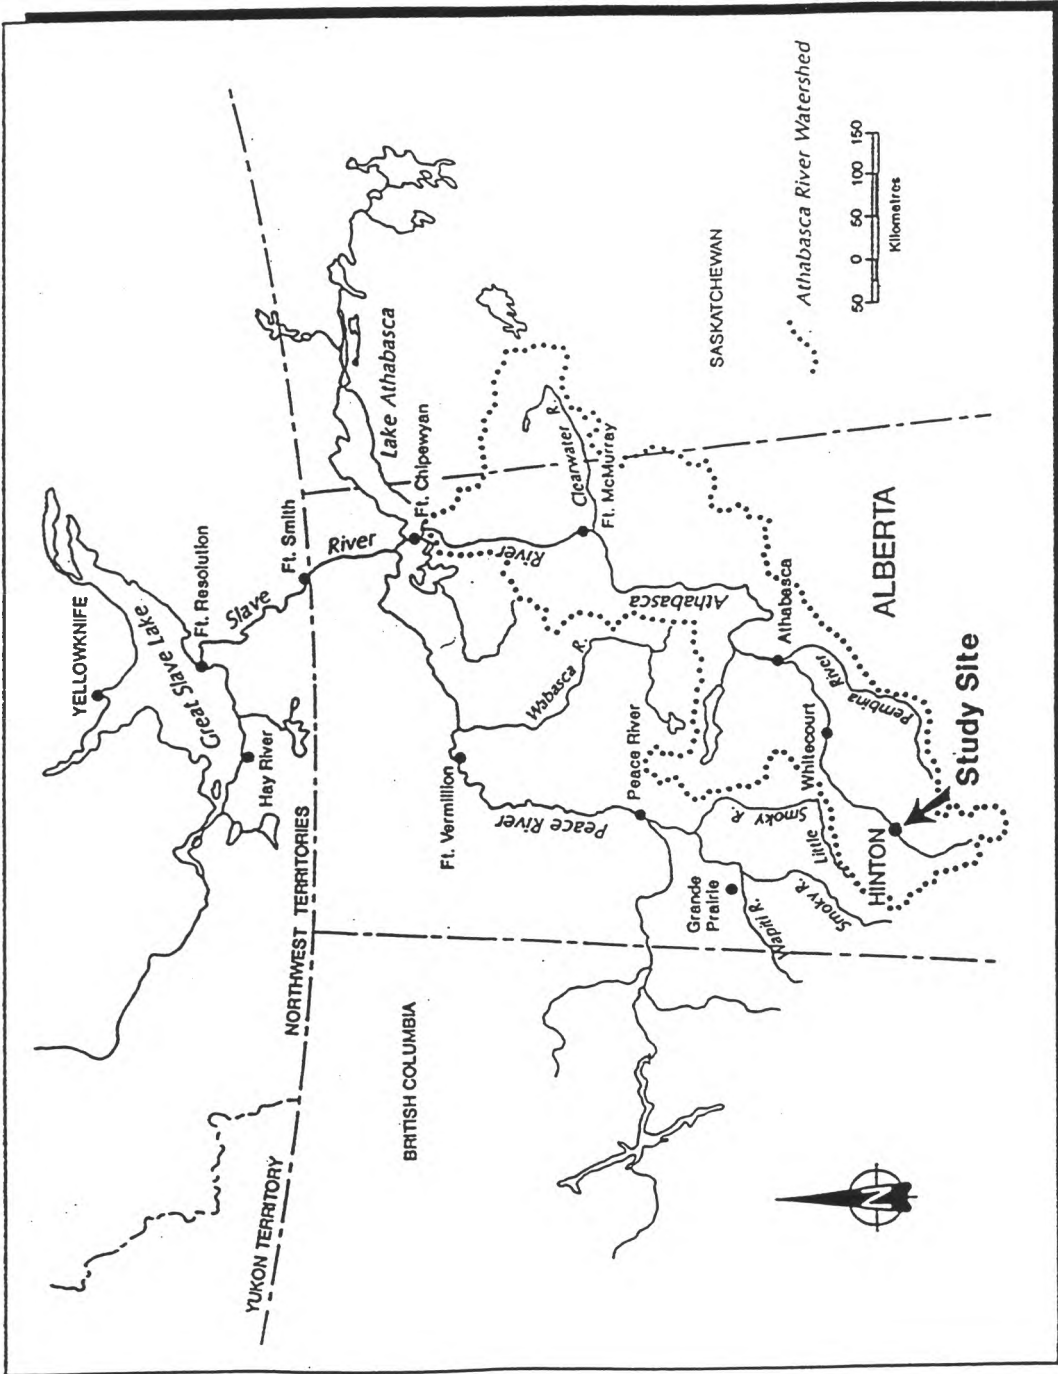 YELLOWKNIFE
Great Slave Lake
Ft. Resolution
Hay River
Slave
River
Ft. Smith
NORTHWEST TERRITORIES
YUKON TERRITORY
BRITISH COLUMBIA
Lake Athabasca
Ft. Chipewyan
River
Clearwater R.
Ft. McMurray
Athabasca
Wabasca R.
Ft. Vermillion
Peace River
Peace River
Grande
Prairie
Wapiti R.
Smoky R.
Little
Smoky R.
Whitecourt
Athabasca
Pembina
River
HINTON
Study Site
ALBERTA
SASKATCHEWAN
Athabasca River Watershed
50 0 50 100 150
Kilometres
N